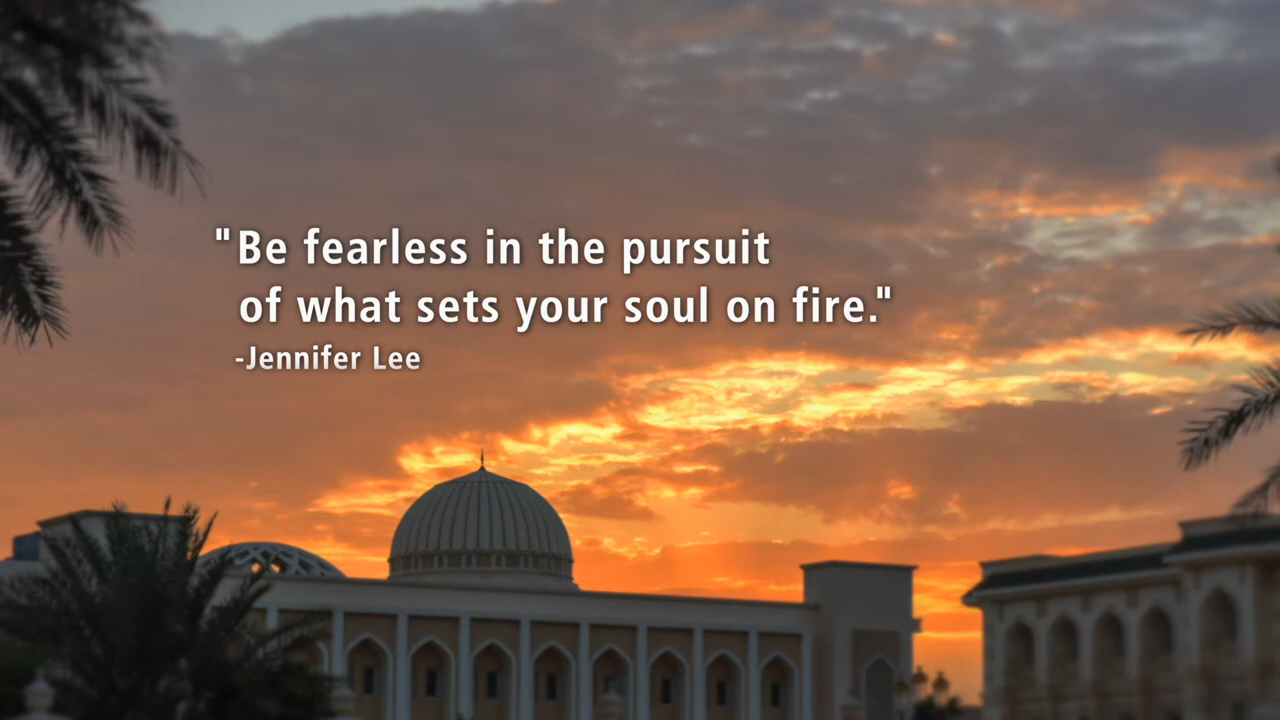 "Be fearless in the pursuit
of what sets your soul on fire."
-Jennifer Lee